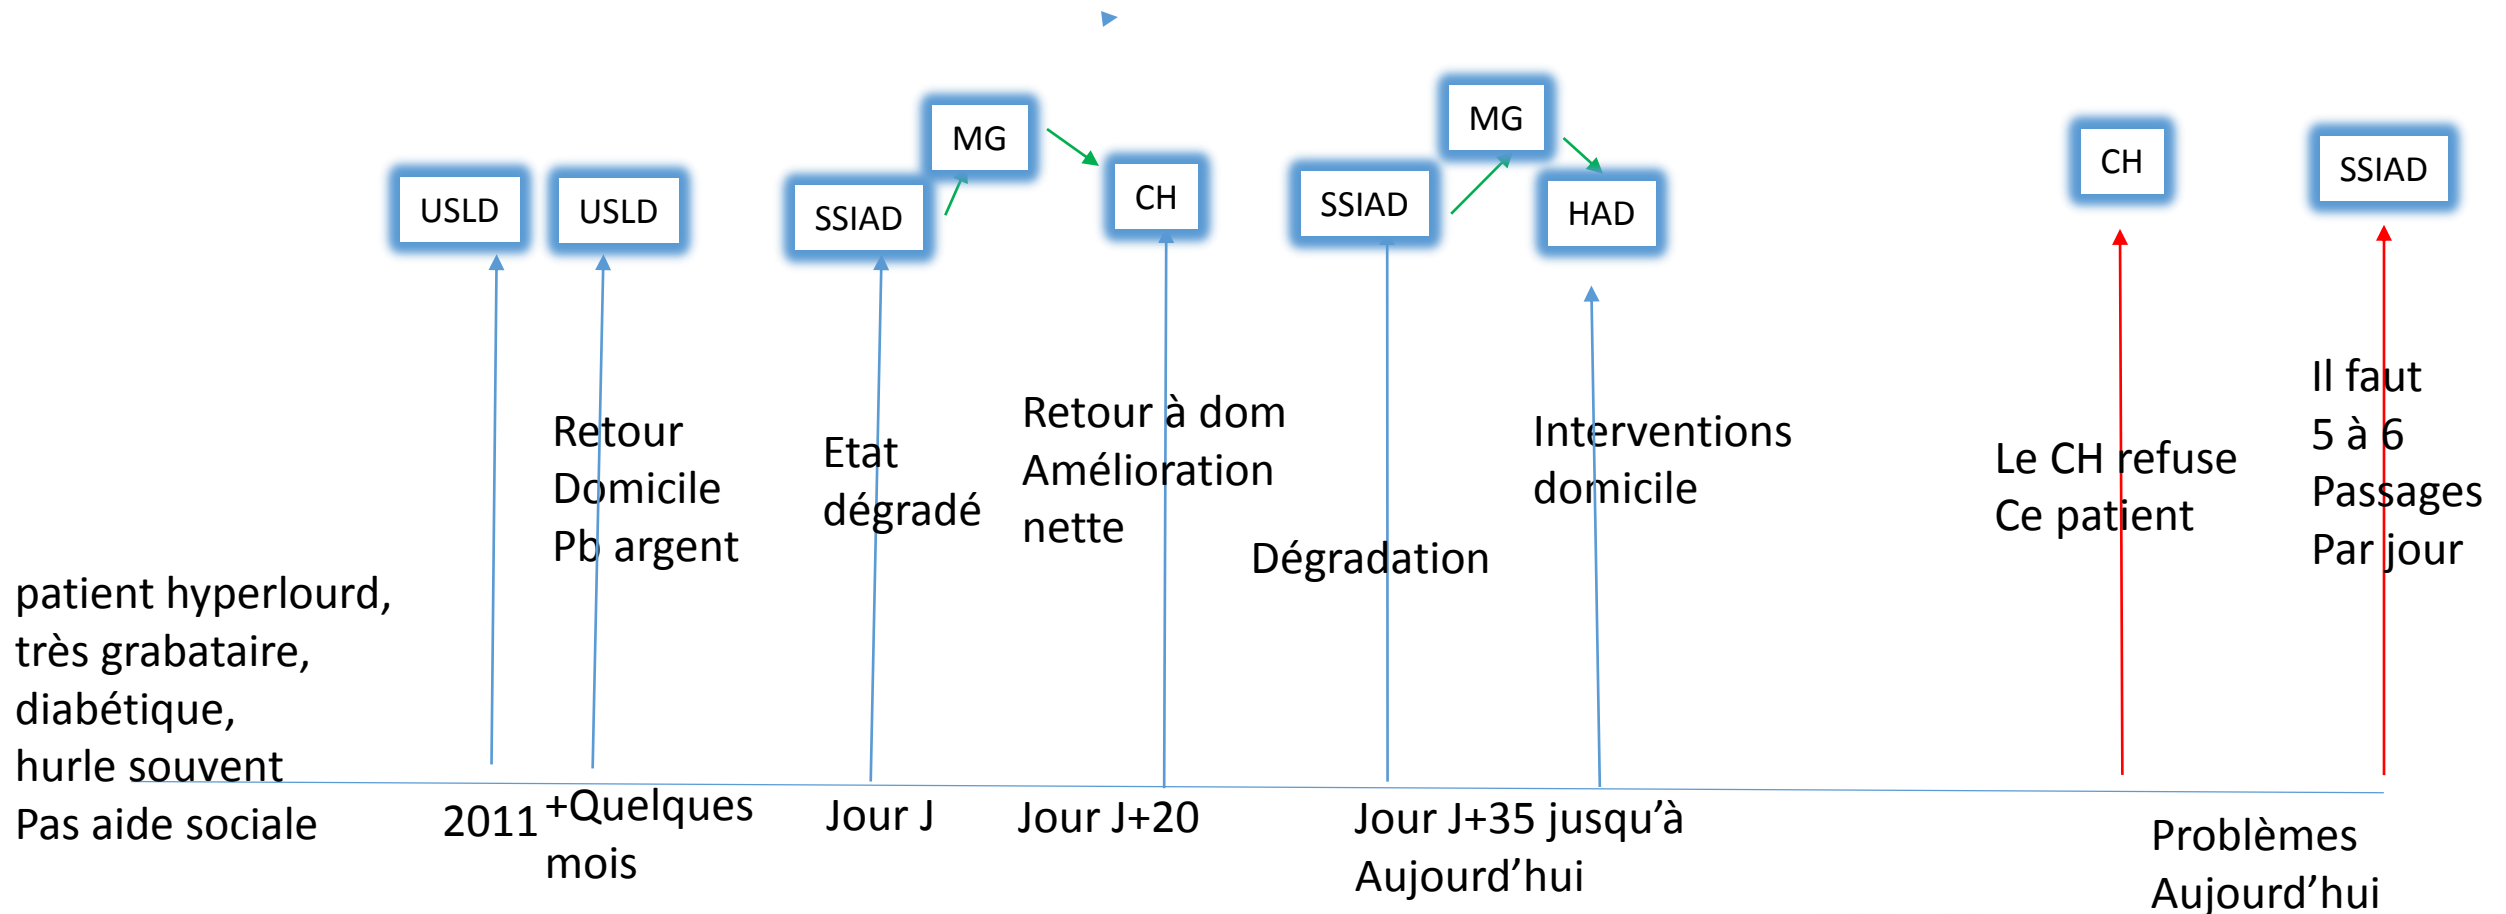 MG
MG
CH
SSIAD
USLD
USLD
SSIAD
CH
SSIAD
HAD
patient hyperlourd,
très grabataire,
diabétique,
hurle souvent
Pas aide sociale
Retour
Domicile
Pb argent
Etat
dégradé
Retour à dom
Amélioration
nette
Dégradation
Interventions
domicile
Le CH refuse
Ce patient
Il faut
5 à 6
Passages
Par jour
2011
+Quelques
mois
Jour J
Jour J+20
Jour J+35 jusqu’à
Aujourd’hui
Problèmes
Aujourd’hui